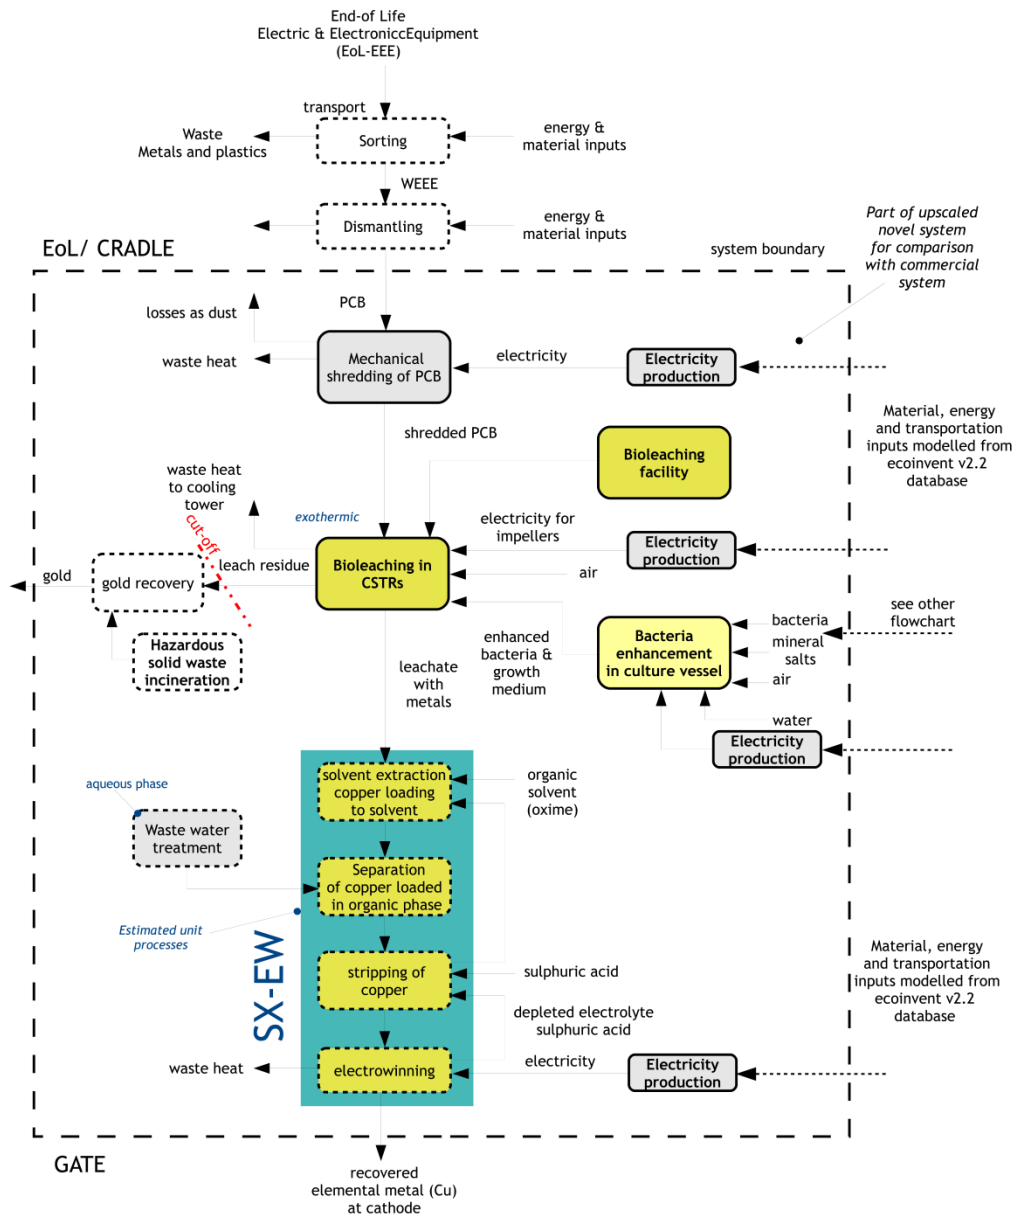 End-of Life
Electric & ElectroniccEquipment
(EoL-EEE)
transport
Waste
Metals and plastics
Sorting
energy &
material inputs
WEEE
Dismantling
energy &
material inputs
Part of upscaled
novel system
for comparison
with commercial
system
EoL/ CRADLE
system boundary
PCB
losses as dust
waste heat
Mechanical
shredding of PCB
electricity
Electricity
production
shredded PCB
Material, energy
and transportation
inputs modelled from
ecoinvent v2.2
database
Bioleaching
facility
waste heat
to cooling
tower
exothermic
cut-off
electricity for
impellers
Electricity
production
Bioleaching in
CSTRs
air
leach residue
gold
gold recovery
Hazardous
solid waste
incineration
see other
flowchart
bacteria
mineral
salts
air
Bacteria
enhancement
in culture vessel
enhanced
bacteria &
growth
medium
leachate
with
metals
water
Electricity
production
aqueous phase
Waste water
treatment
solvent extraction
copper loading
to solvent
organic
solvent
(oxime)
Separation
of copper loaded
in organic phase
Estimated unit
processes
SX-EW
stripping of
copper
sulphuric acid
depleted electrolyte
sulphuric acid
Material, energy
and transportation
inputs modelled from
ecoinvent v2.2
database
waste heat
electrowinning
electricity
Electricity
production
GATE
recovered
elemental metal (Cu)
at cathode